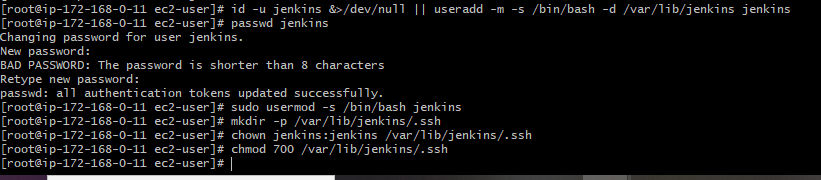 [root@ip-172-168-0-11 ec2-user]# id -u jenkins &>/dev/null || useradd -m -s /bin/bash -d /var/lib/jenkins jenkins
[root@ip-172-168-0-11 ec2-user]# passwd jenkins
Changing password for user jenkins.
New password:
BAD PASSWORD: The password is shorter than 8 characters
Retype new password:
passwd: all authentication tokens updated successfully.
[root@ip-172-168-0-11 ec2-user]# sudo usermod -s /bin/bash jenkins
[root@ip-172-168-0-11 ec2-user]# mkdir -p /var/lib/jenkins/.ssh
[root@ip-172-168-0-11 ec2-user]# chown jenkins:jenkins /var/lib/jenkins/.ssh
[root@ip-172-168-0-11 ec2-user]# chmod 700 /var/lib/jenkins/.ssh
[root@ip-172-168-0-11 ec2-user]#